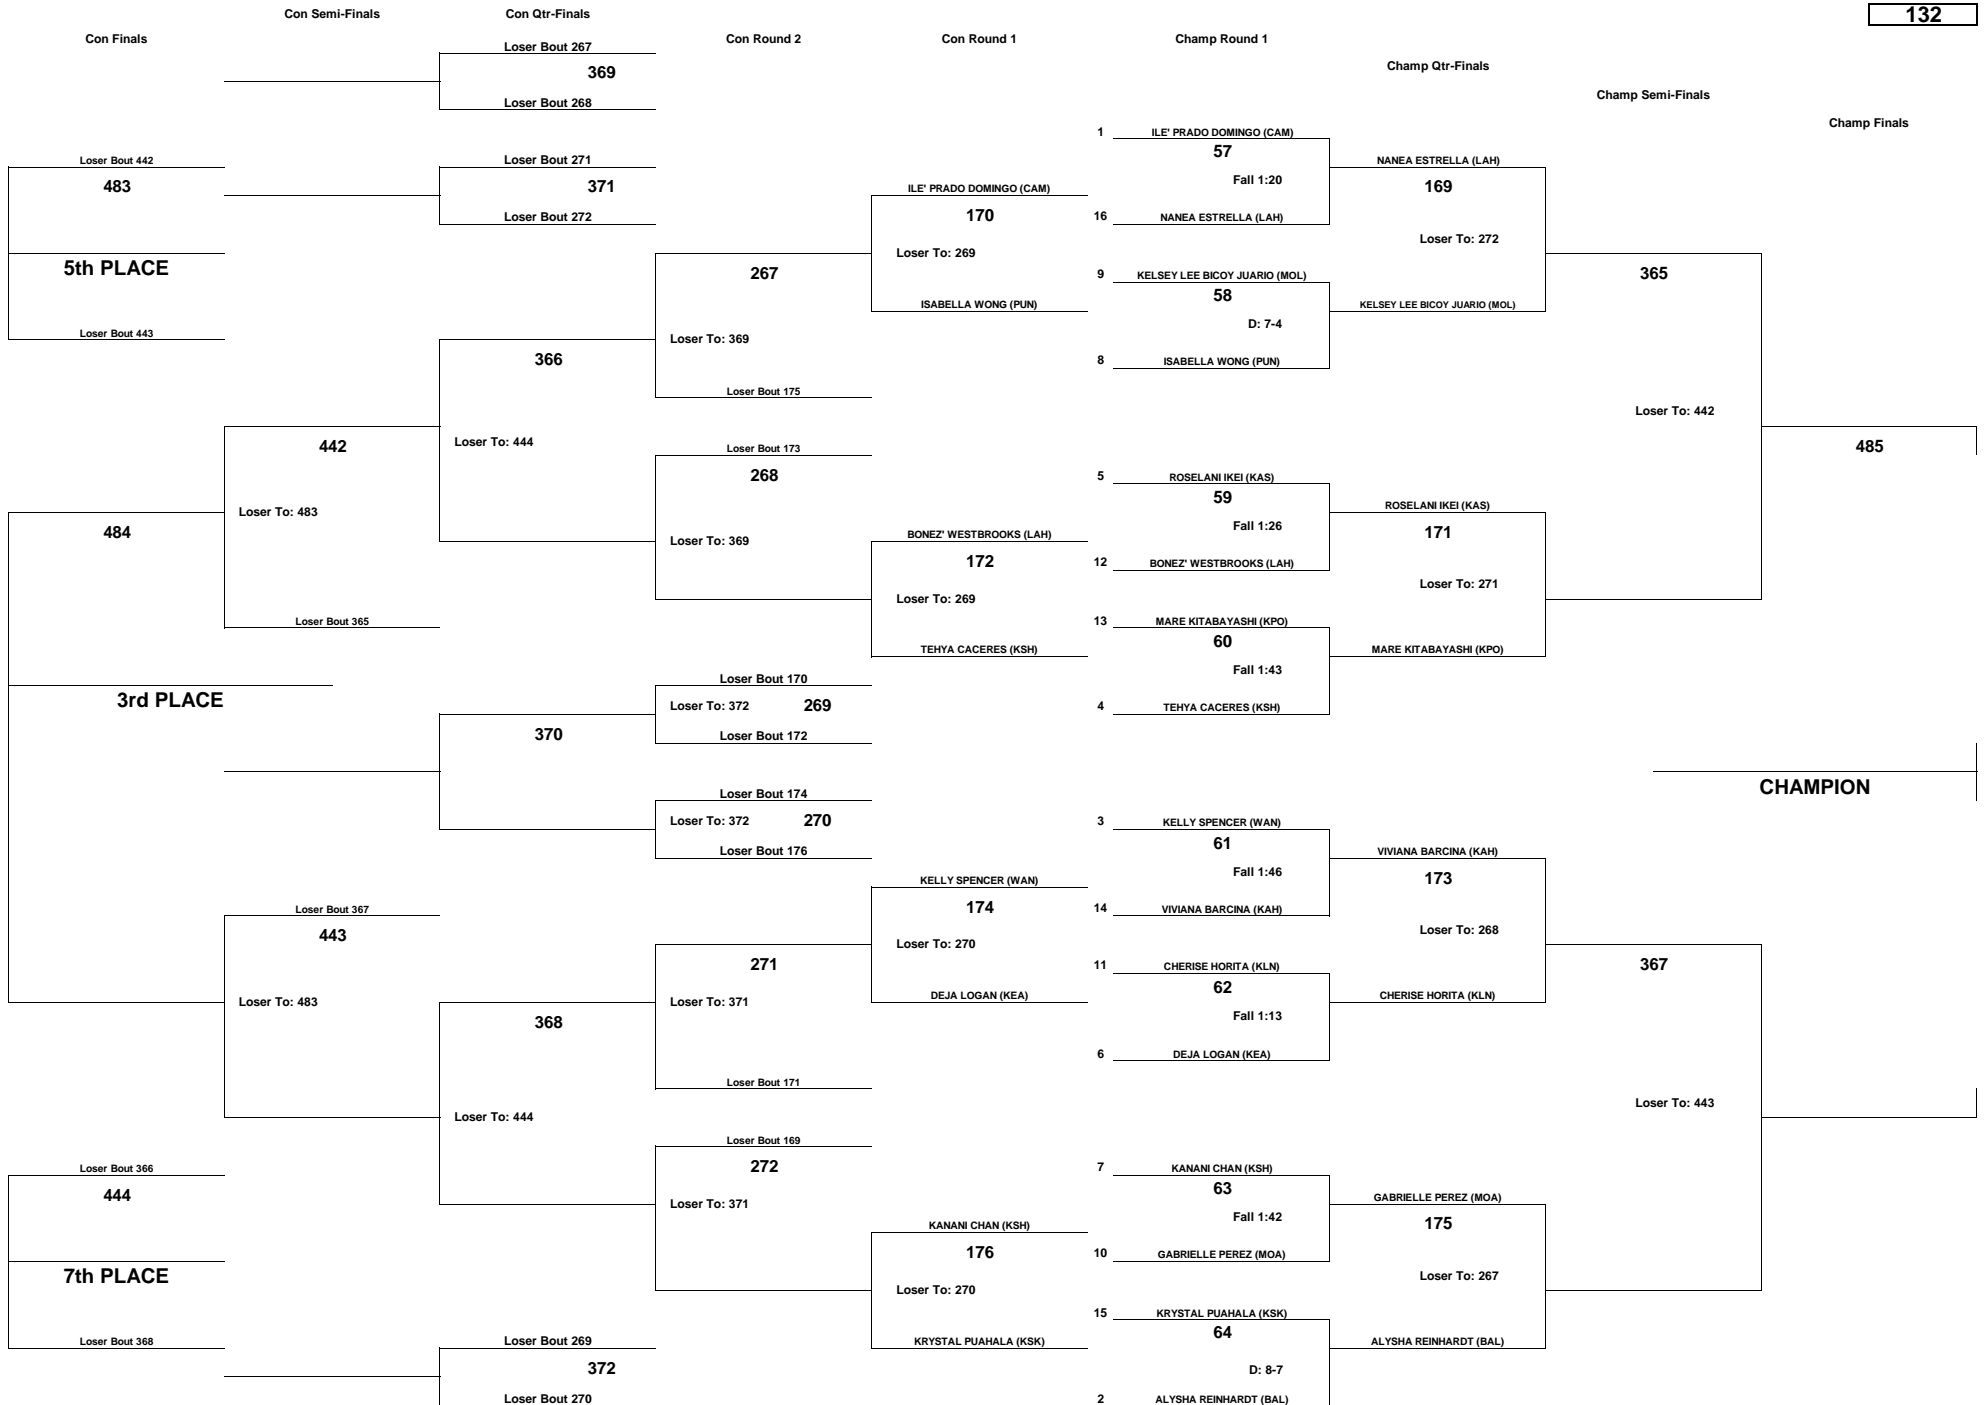 Con Semi-Finals
Con Qtr-Finals
132
Con Finals
Con Round 2
Con Round 1
Champ Round 1
Champ Qtr-Finals
Champ Semi-Finals
Champ Finals
Loser Bout 267
369
Loser Bout 268
Loser Bout 442
483
5th PLACE
Loser Bout 443
Loser Bout 271
371
Loser Bout 272
267
Loser To: 369
Loser Bout 175
366
Loser To: 444
442
Loser To: 483
Loser Bout 365
484
3rd PLACE
Loser Bout 173
268
Loser To: 369
ILE' PRADO DOMINGO (CAM)
170
Loser To: 269
ISABELLA WONG (PUN)
BONEZ' WESTBROOKS (LAH)
172
Loser To: 269
TEHYA CACERES (KSH)
1 ILE' PRADO DOMINGO (CAM)
57
Fall 1:20
16 NANEA ESTRELLA (LAH)
9 KELSEY LEE BICOY JUARIO (MOL)
58
D: 7-4
8 ISABELLA WONG (PUN)
5 ROSELANI IKEI (KAS)
59
Fall 1:26
12 BONEZ' WESTBROOKS (LAH)
13 MARE KITABAYASHI (KPO)
60
Fall 1:43
4 TEHYA CACERES (KSH)
NANEA ESTRELLA (LAH)
169
Loser To: 272
KELSEY LEE BICOY JUARIO (MOL)
ROSELANI IKEI (KAS)
171
Loser To: 271
MARE KITABAYASHI (KPO)
365
Loser To: 442
485
CHAMPION
Loser Bout 170
Loser To: 372 269
Loser Bout 172
370
Loser Bout 174
Loser To: 372 270
Loser Bout 176
Loser Bout 367
443
Loser To: 483
368
Loser To: 444
271
Loser To: 371
Loser Bout 171
Loser Bout 169
272
Loser To: 371
KELLY SPENCER (WAN)
174
Loser To: 270
DEJA LOGAN (KEA)
KANANI CHAN (KSH)
176
Loser To: 270
KRYSTAL PUAHALA (KSK)
3 KELLY SPENCER (WAN)
61
Fall 1:46
14 VIVIANA BARCINA (KAH)
11 CHERISE HORITA (KLN)
62
Fall 1:13
6 DEJA LOGAN (KEA)
7 KANANI CHAN (KSH)
63
Fall 1:42
10 GABRIELLE PEREZ (MOA)
15 KRYSTAL PUAHALA (KSK)
64
D: 8-7
2 ALYSHA REINHARDT (BAL)
VIVIANA BARCINA (KAH)
173
Loser To: 268
CHERISE HORITA (KLN)
GABRIELLE PEREZ (MOA)
175
Loser To: 267
ALYSHA REINHARDT (BAL)
367
Loser To: 443
Loser Bout 366
444
7th PLACE
Loser Bout 368
Loser Bout 269
372
Loser Bout 270